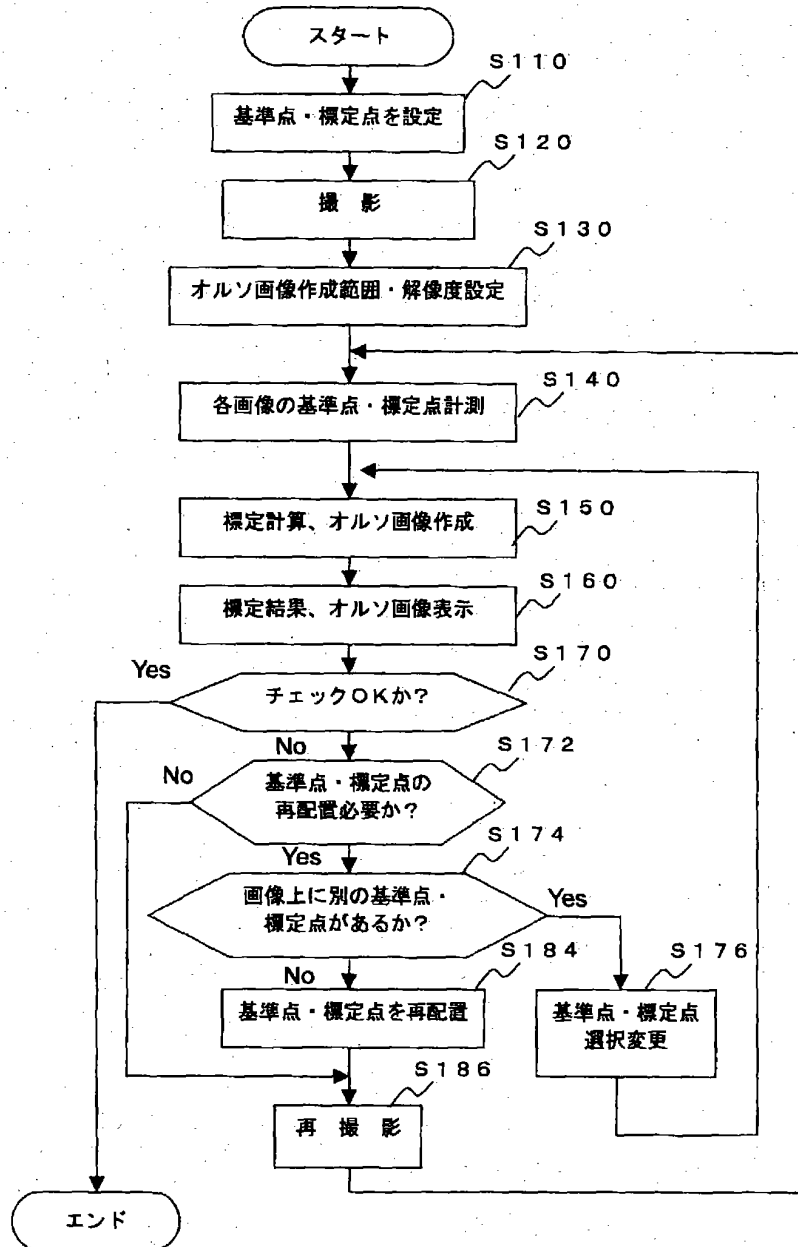 スタート
S110
基準点・標定点を設定
S120
撮 影
S130
オルソ画像作成範囲・解像度設定
S140
各画像の基準点・標定点計測
S150
標定計算、オルソ画像作成
S160
標定結果、オルソ画像表示
S170
Yes
チェックOKか?
No
S172
No
基準点・標定点の
再配置必要か?
Yes
S174
画像上に別の基準点・
標定点があるか?
Yes
No
S184
S176
基準点・標定点を再配置
基準点・標定点
選択変更
S186
再 撮 影
エンド